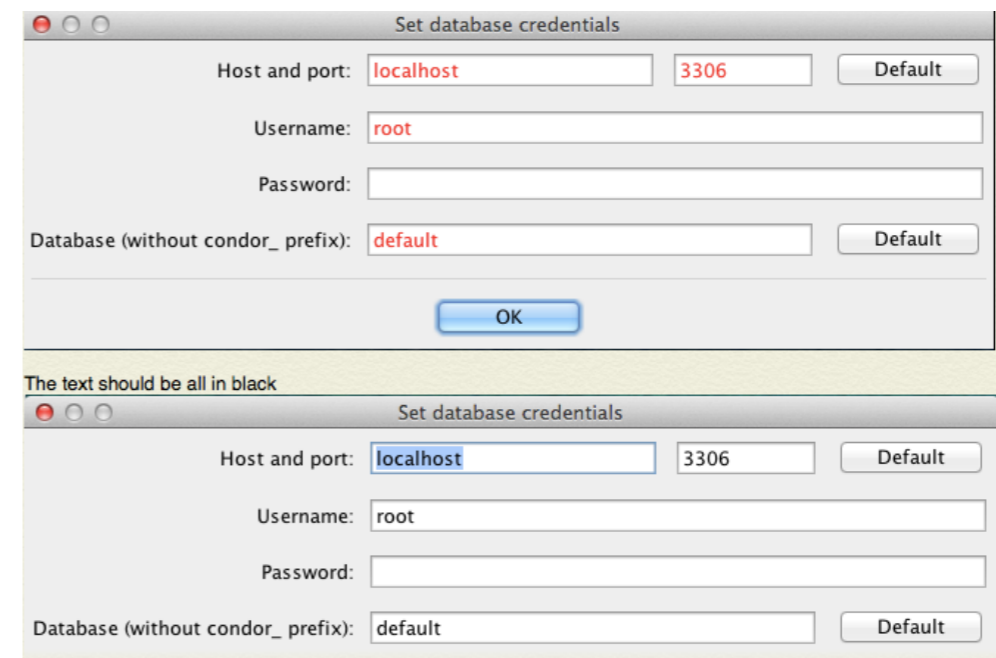 Set database credentials
Host and port: localhost 3306 Default
Username: root
Password:
Database (without condor_ prefix): default Default
OK
The text should be all in black
Set database credentials
Host and port: localhost 3306 Default
Username: root
Password:
Database (without condor_ prefix): default Default